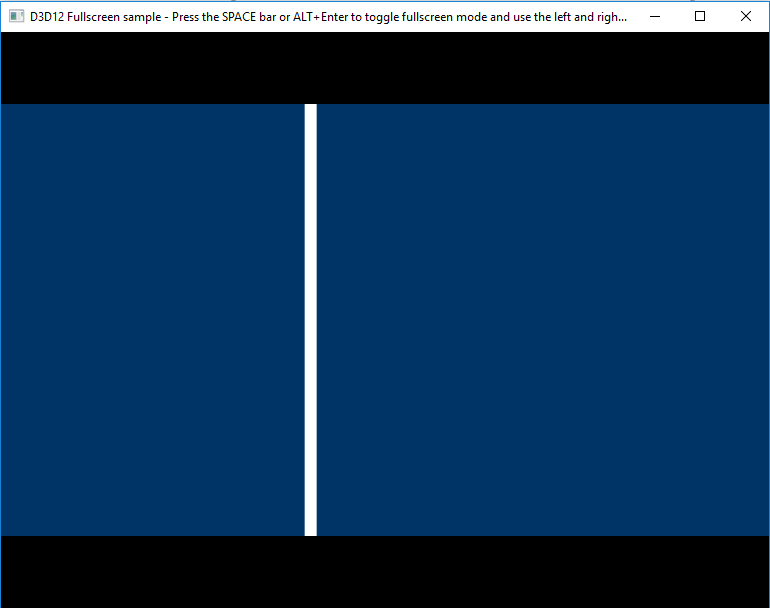 D3D12 Fullscreen sample - Press the SPACE bar or ALT+Enter to toggle fullscreen mode and use the left and righ...